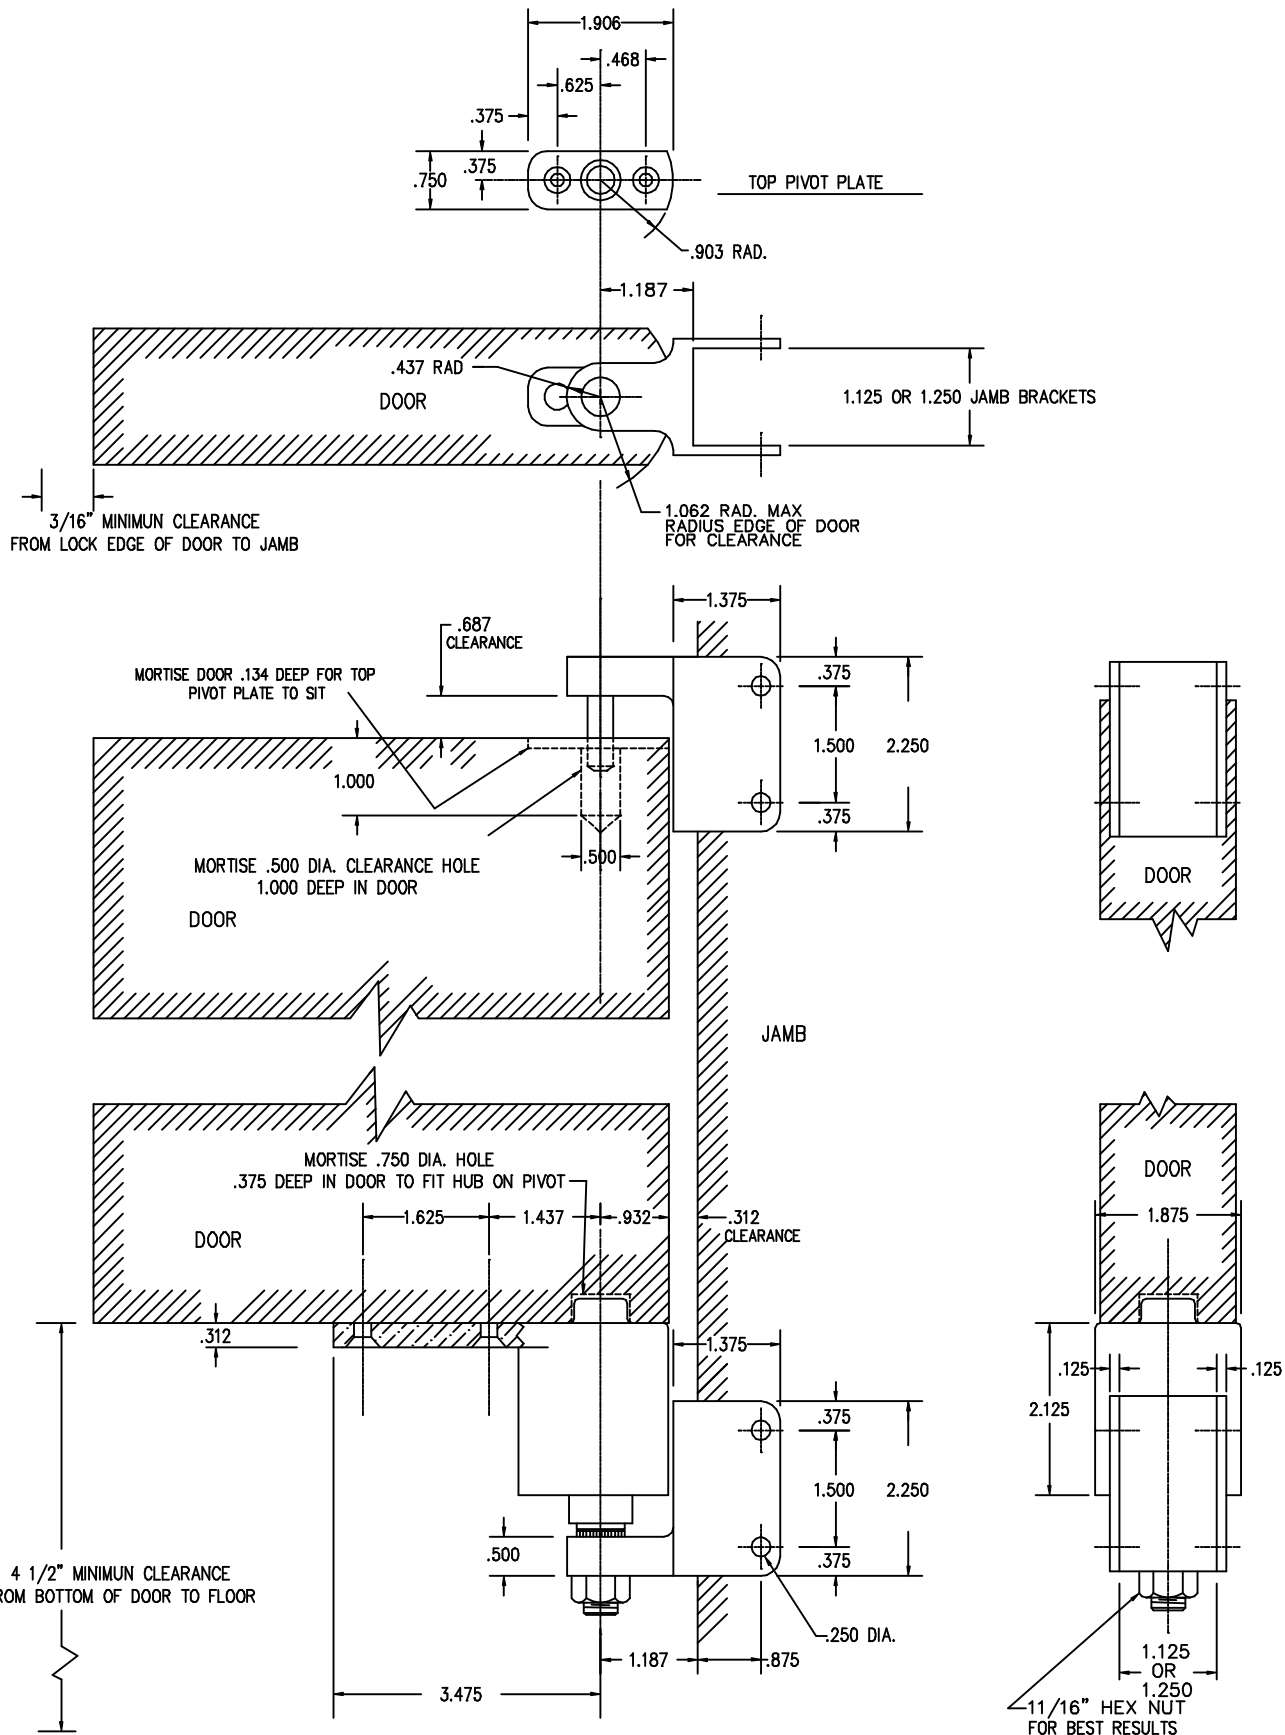 1.906
.468
.625
.375
.375
.750
TOP PIVOT PLATE
.903 RAD.
1.187
.437 RAD
DOOR
1.125 OR 1.250 JAMB BRACKETS
3/16" MINIMUN CLEARANCE
FROM LOCK EDGE OF DOOR TO JAMB
1.062 RAD. MAX
RADIUS EDGE OF DOOR
FOR CLEARANCE
1.375
.687
CLEARANCE
MORTISE DOOR .134 DEEP FOR TOP
PIVOT PLATE TO SIT
.375
1.500
2.250
.375
1.000
.500
MORTISE .500 DIA. CLEARANCE HOLE
1.000 DEEP IN DOOR
DOOR
DOOR
JAMB
MORTISE .750 DIA. HOLE
.375 DEEP IN DOOR TO FIT HUB ON PIVOT
DOOR
1.625
1.437
.932
.312
CLEARANCE
1.875
DOOR
.312
1.375
.125
.125
.375
2.125
1.500
2.250
.500
.375
4 1/2" MINIMUN CLEARANCE
ROM BOTTOM OF DOOR TO FLOOR
.250 DIA.
1.187
.875
3.475
1.125
OR
1.250
11/16" HEX NUT
FOR BEST RESULTS